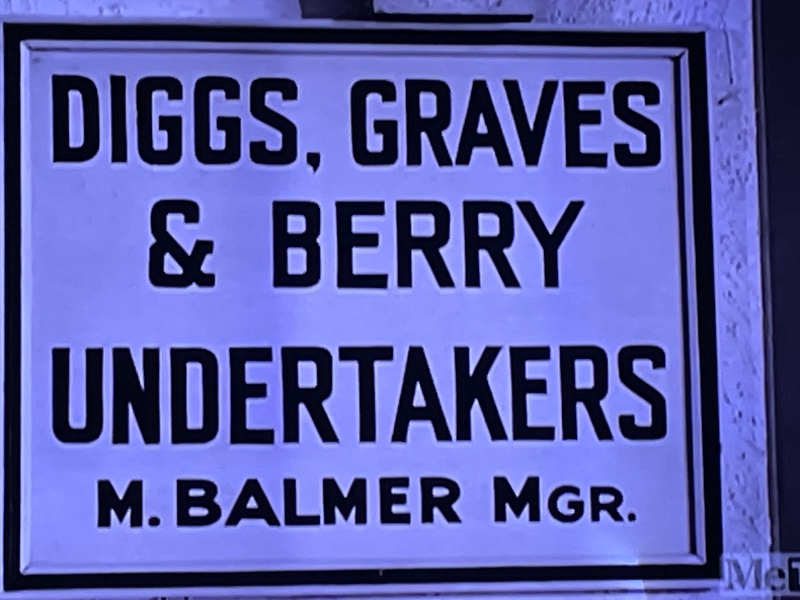 DIGGS, GRAVES
& BERRY
UNDERTAKERS
M. BALMER MGR.